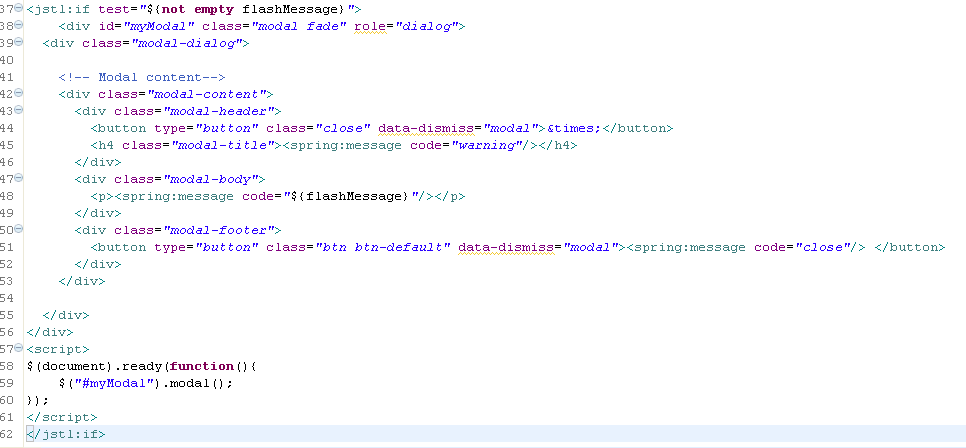 37 <jstl:if test="${not empty flashMessage}">
38     <div id="myModal" class="modal fade" role="dialog">
39   <div class="modal-dialog">
40
41     <!-- Modal content-->
42     <div class="modal-content">
43       <div class="modal-header">
44         <button type="button" class="close" data-dismiss="modal">&times;</button>
45         <h4 class="modal-title"><spring:message code="warning"/></h4>
46       </div>
47       <div class="modal-body">
48         <p><spring:message code="${flashMessage}"/></p>
49       </div>
50       <div class="modal-footer">
51         <button type="button" class="btn btn-default" data-dismiss="modal"><spring:message code="close"/> </button>
52       </div>
53     </div>
54
55   </div>
56 </div>
57 <script>
58 $(document).ready(function(){
59     $("#myModal").modal();
60 });
61 </script>
62 </jstl:if>